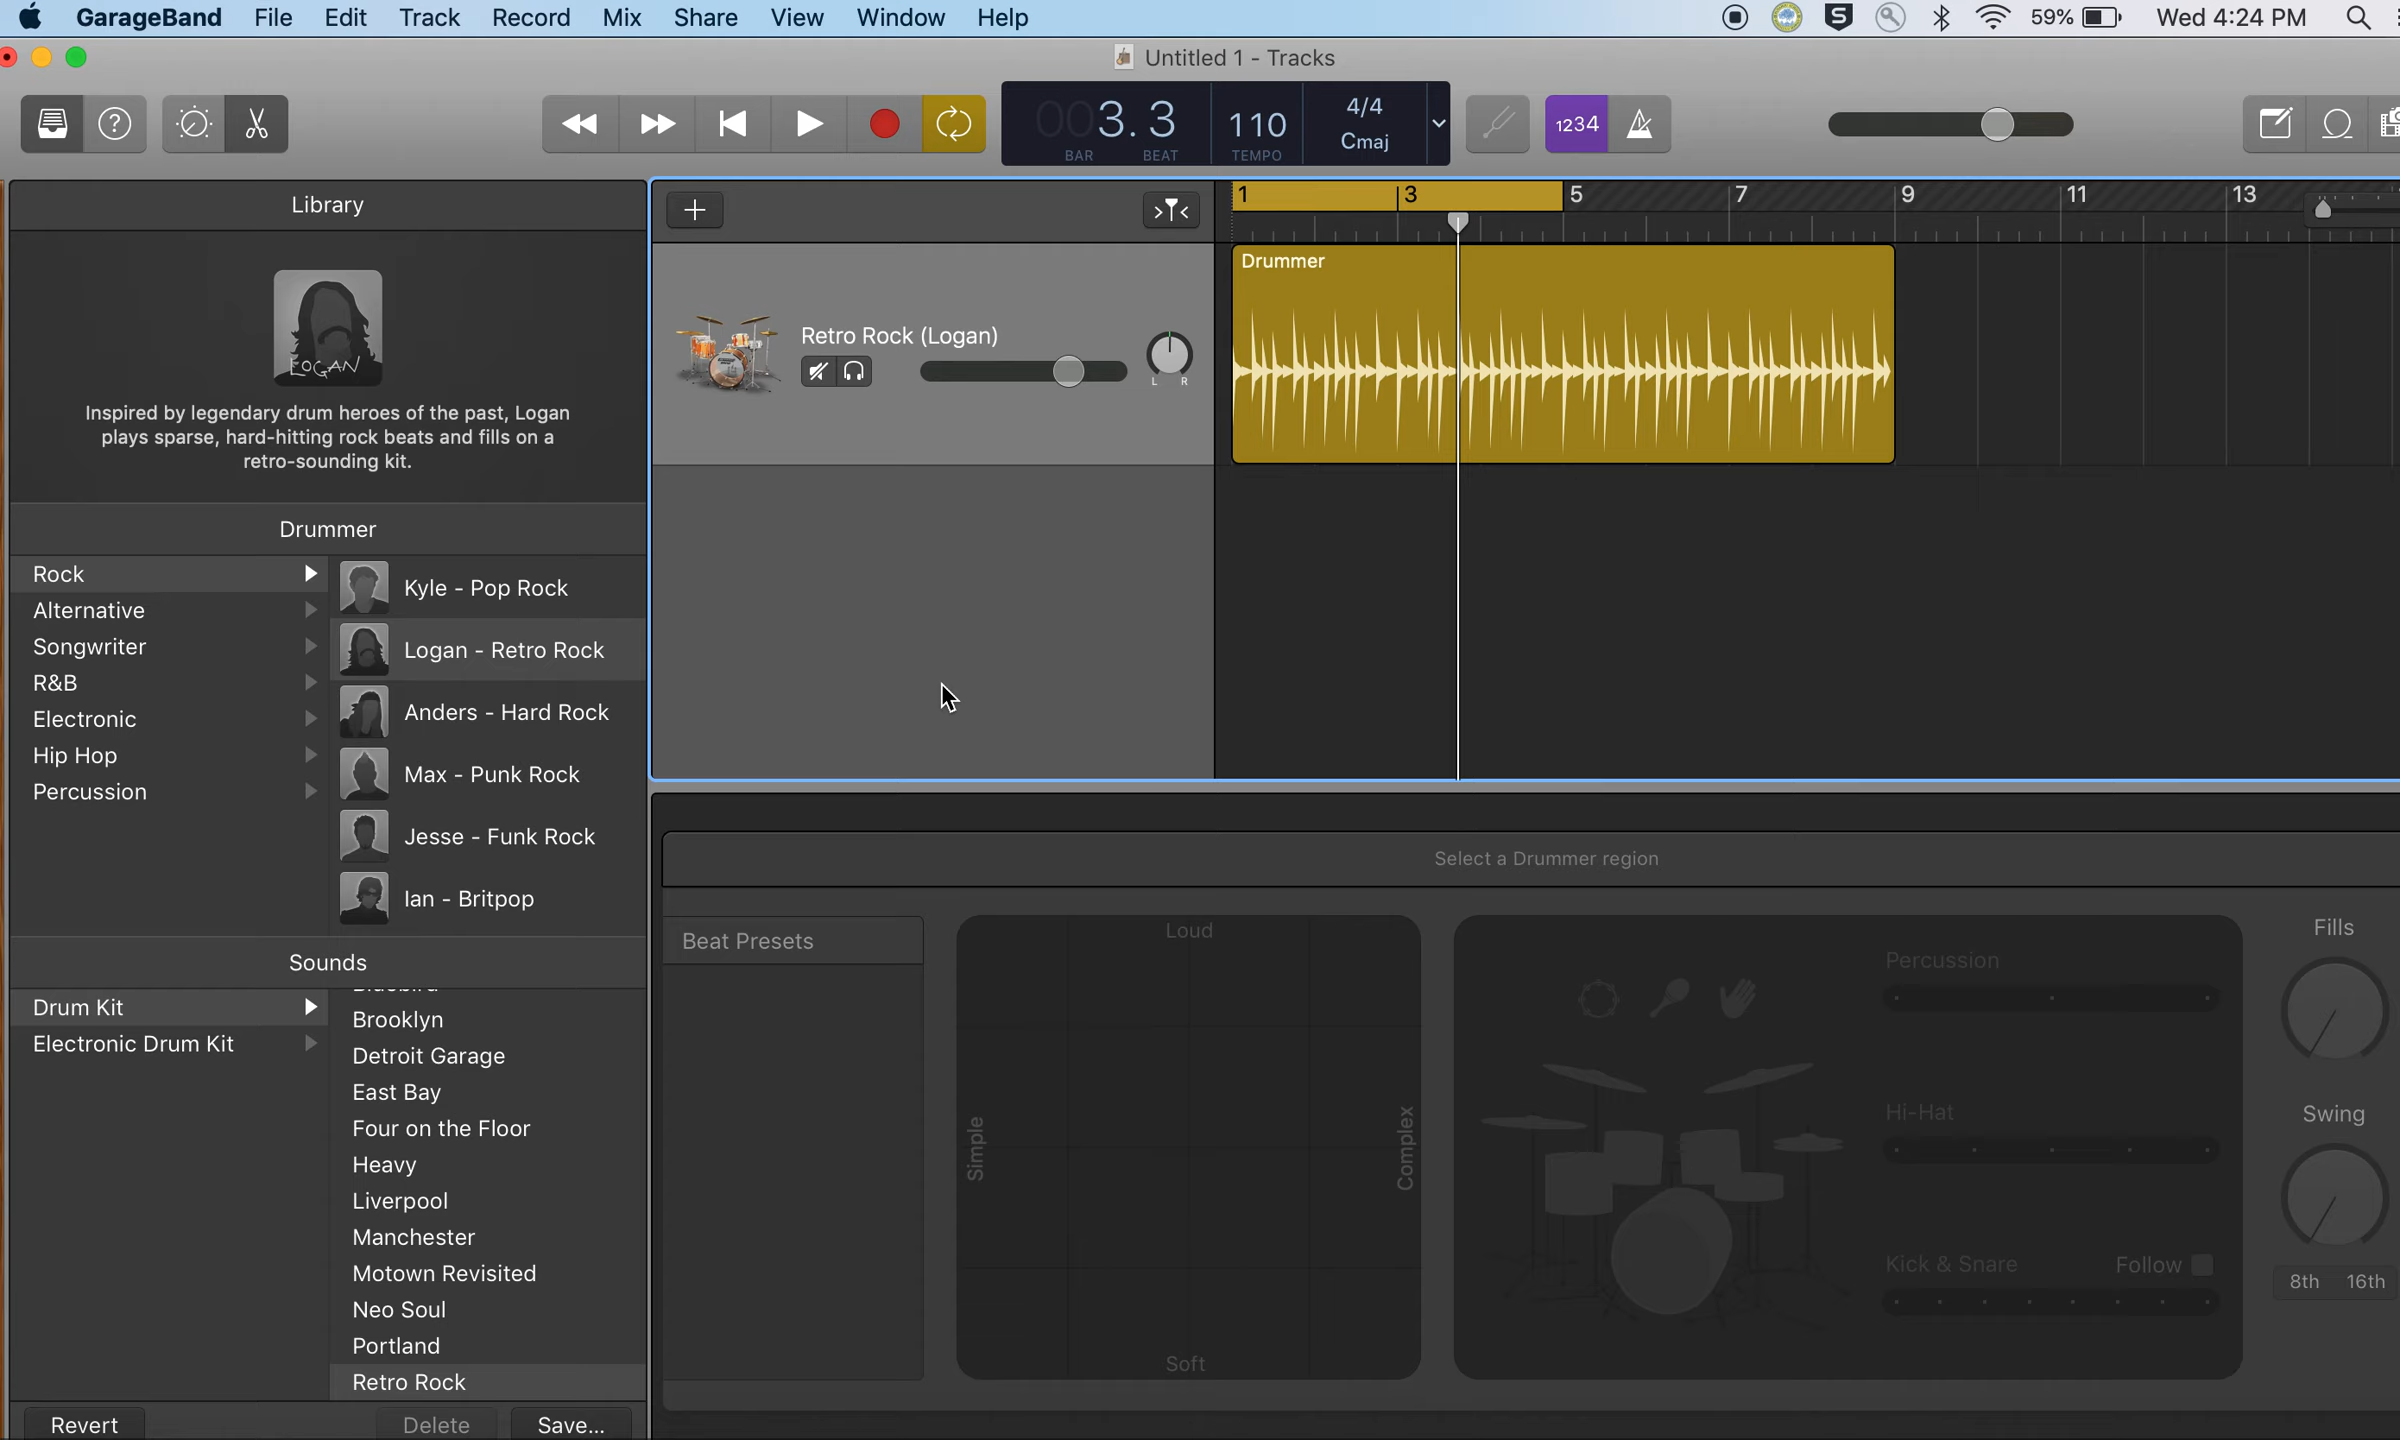 GarageBand File Edit Track Record Mix Share View Window Help
S 59% Wed 4:24 PM
Untitled 1 - Tracks
003. 3 110 4/4 Cmaj
BAR BEAT TEMPO
1234
Library
LOGAN
Inspired by legendary drum heroes of the past, Logan
plays sparse, hard-hitting rock beats and fills on a
retro-sounding kit.
Drummer
Rock
Alternative
Songwriter
R&B
Electronic
Hip Hop
Percussion
Kyle - Pop Rock
Logan - Retro Rock
Anders - Hard Rock
Max - Punk Rock
Jesse - Funk Rock
Ian - Britpop
Sounds
Drum Kit
Electronic Drum Kit
Brooklyn
Detroit Garage
East Bay
Four on the Floor
Heavy
Liverpool
Manchester
Motown Revisited
Neo Soul
Portland
Retro Rock
Revert Delete Save...
1 3 5 7 9 11 13
Retro Rock (Logan)
L R
Drummer
Select a Drummer region
Beat Presets
Loud
Simple
Complex
Soft
Percussion
Hi-Hat
Kick & Snare Follow
Fills
Swing
8th 16th